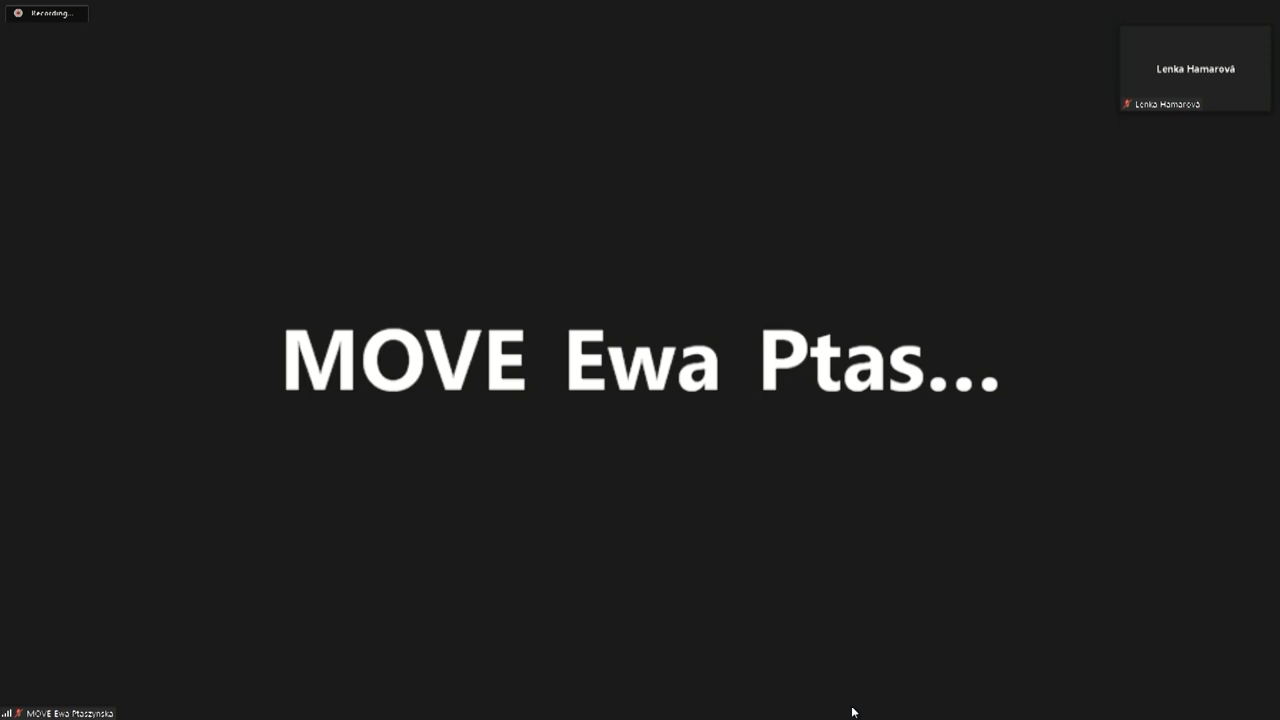 Recording...
Lenka Hamarová
Lenka Hamarová
MOVE Ewa Ptas...
MOVE Ewa Ptaszynska